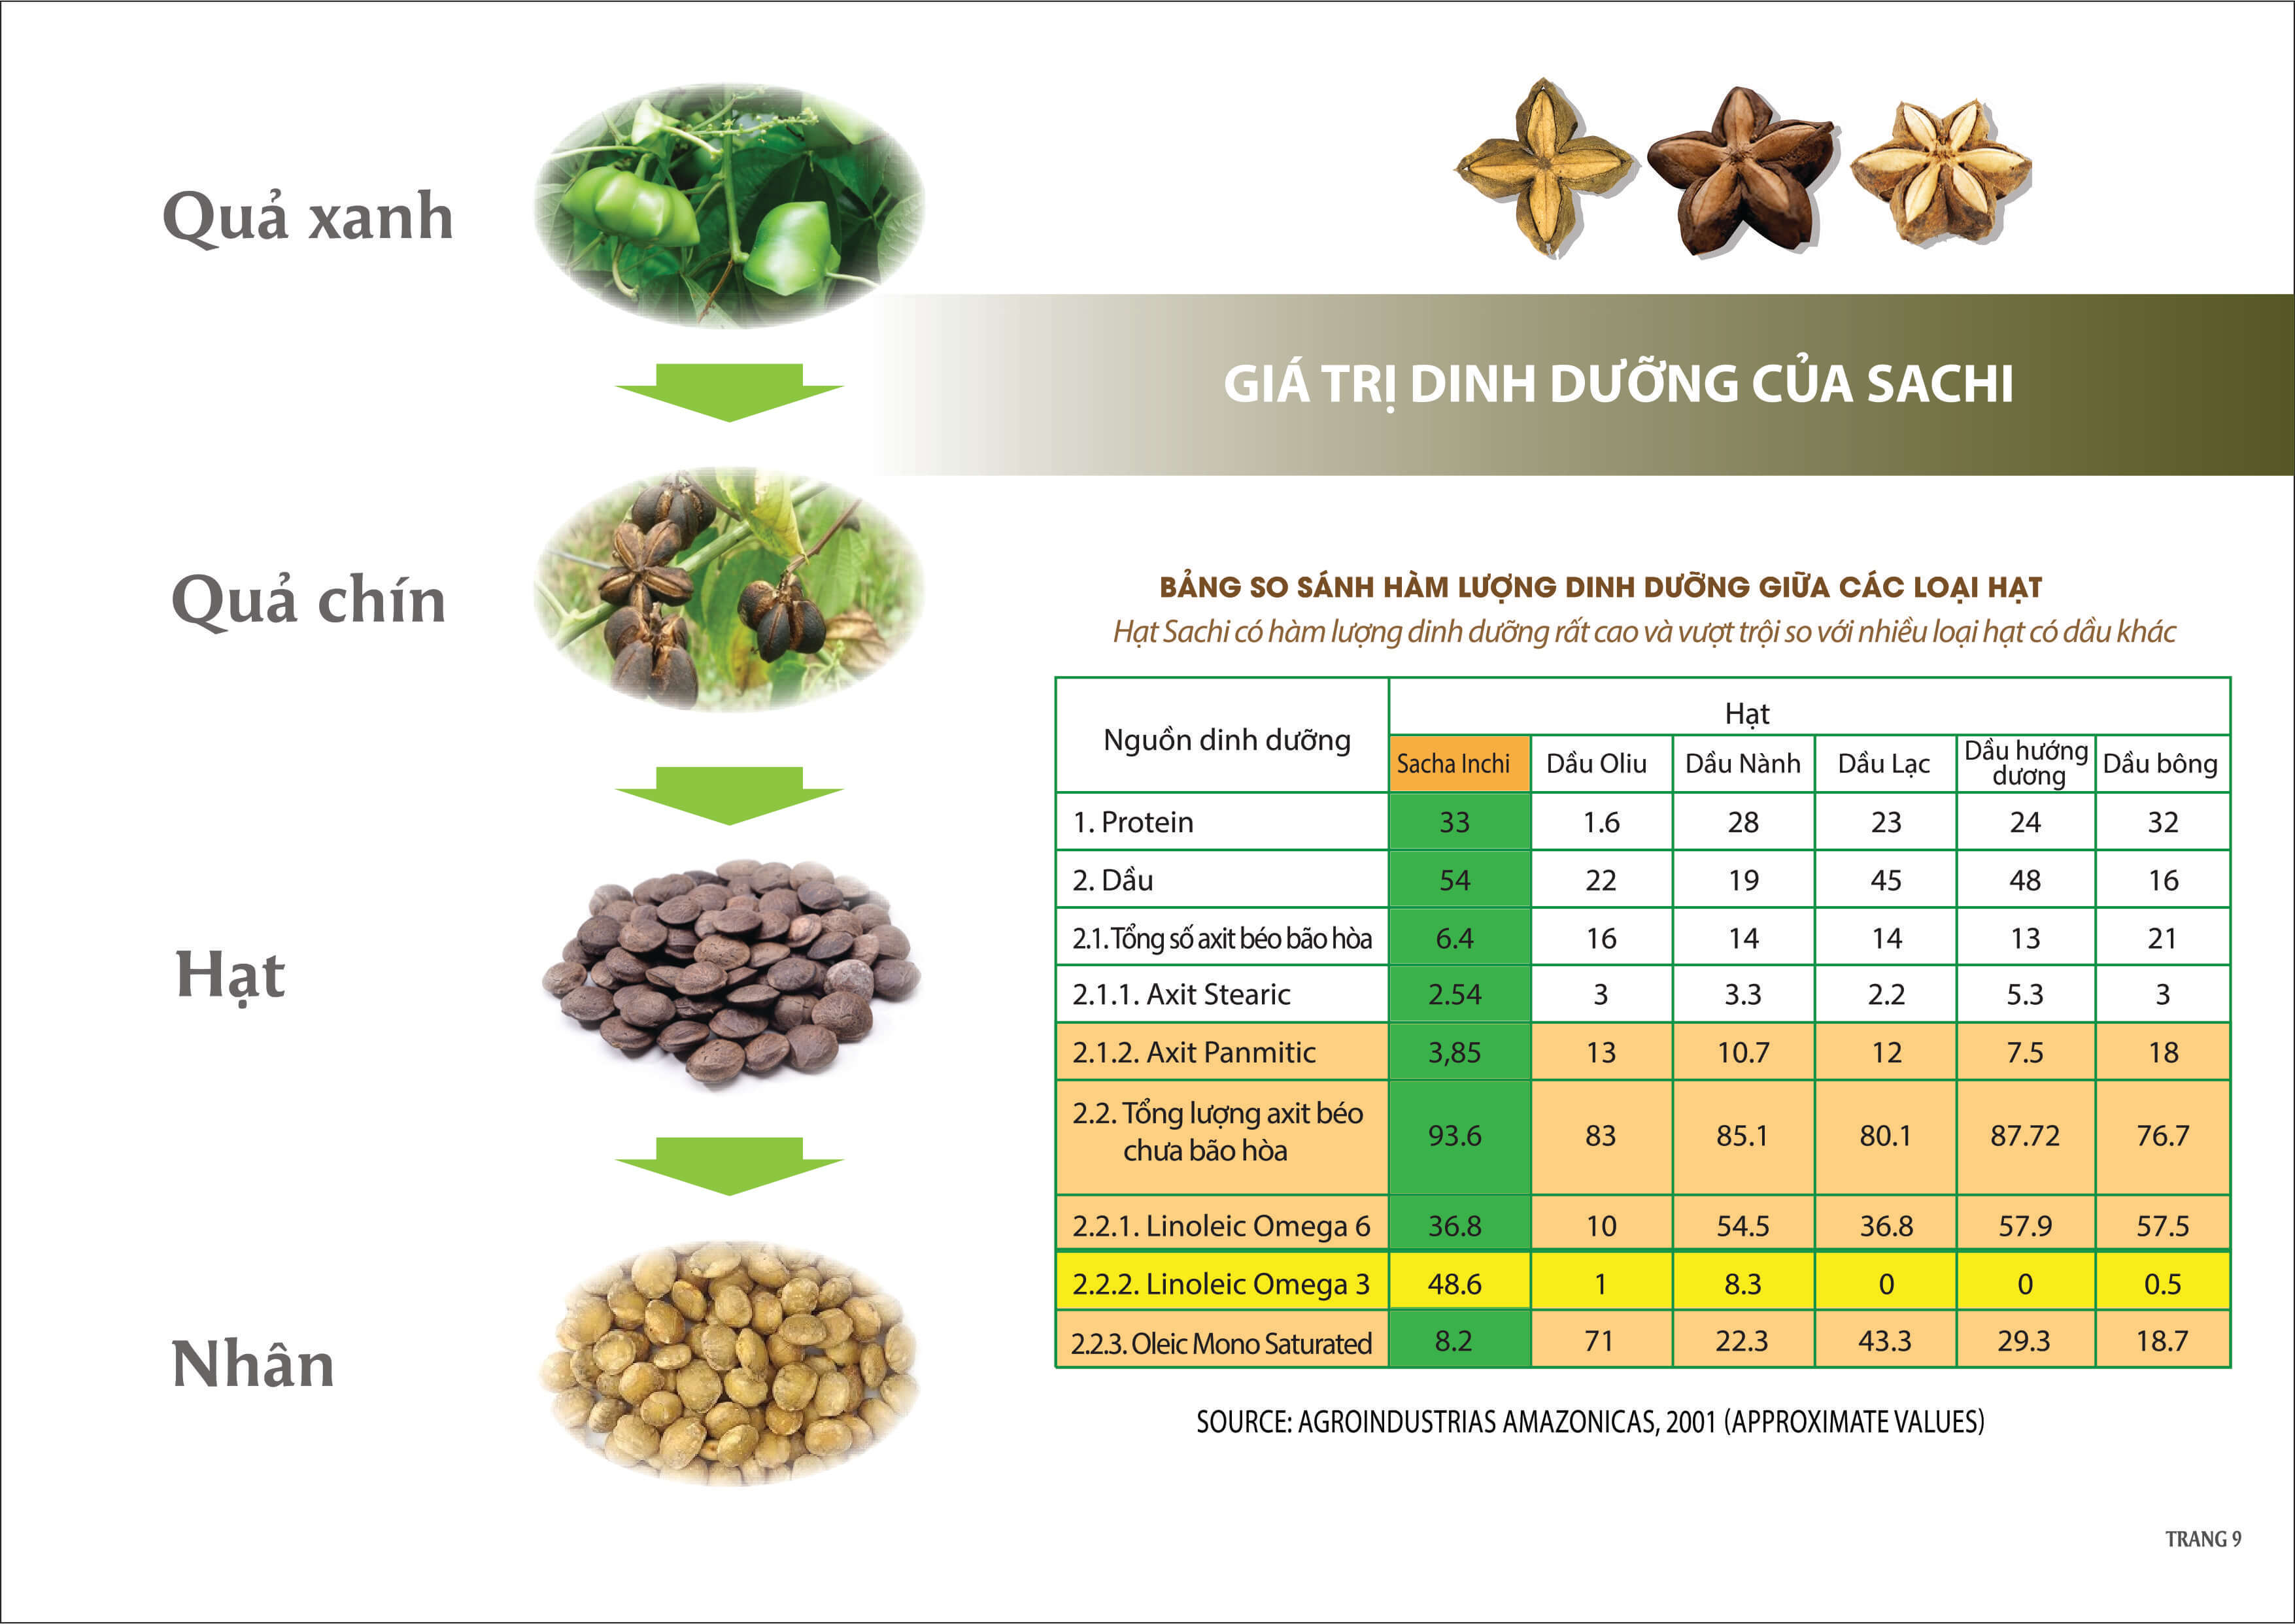 Quả xanh
Quả chín
Hạt
Nhân
GIÁ TRỊ DINH DƯỠNG CỦA SACHI
BẢNG SO SÁNH HÀM LƯỢNG DINH DƯỠNG GIỮA CÁC LOẠI HẠT
Hạt Sachi có hàm lượng dinh dưỡng rất cao và vượt trội so với nhiều loại hạt có dầu khác
Nguồn dinh dưỡng
Hạt
Sacha Inchi Dầu Oliu Dầu Nành Dầu Lạc Dầu hướng dương Dầu bông
1. Protein 33 1.6 28 23 24 32
2. Dầu 54 22 19 45 48 16
2.1. Tổng số axit béo bão hòa 6.4 16 14 14 13 21
2.1.1. Axit Stearic 2.54 3 3.3 2.2 5.3 3
2.1.2. Axit Panmitic 3,85 13 10.7 12 7.5 18
2.2. Tổng lượng axit béo
chưa bão hòa 93.6 83 85.1 80.1 87.72 76.7
2.2.1. Linoleic Omega 6 36.8 10 54.5 36.8 57.9 57.5
2.2.2. Linoleic Omega 3 48.6 1 8.3 0 0 0.5
2.2.3. Oleic Mono Saturated 8.2 71 22.3 43.3 29.3 18.7
SOURCE: AGROINDUSTRIAS AMAZONICAS, 2001 (APPROXIMATE VALUES)
TRANG 9